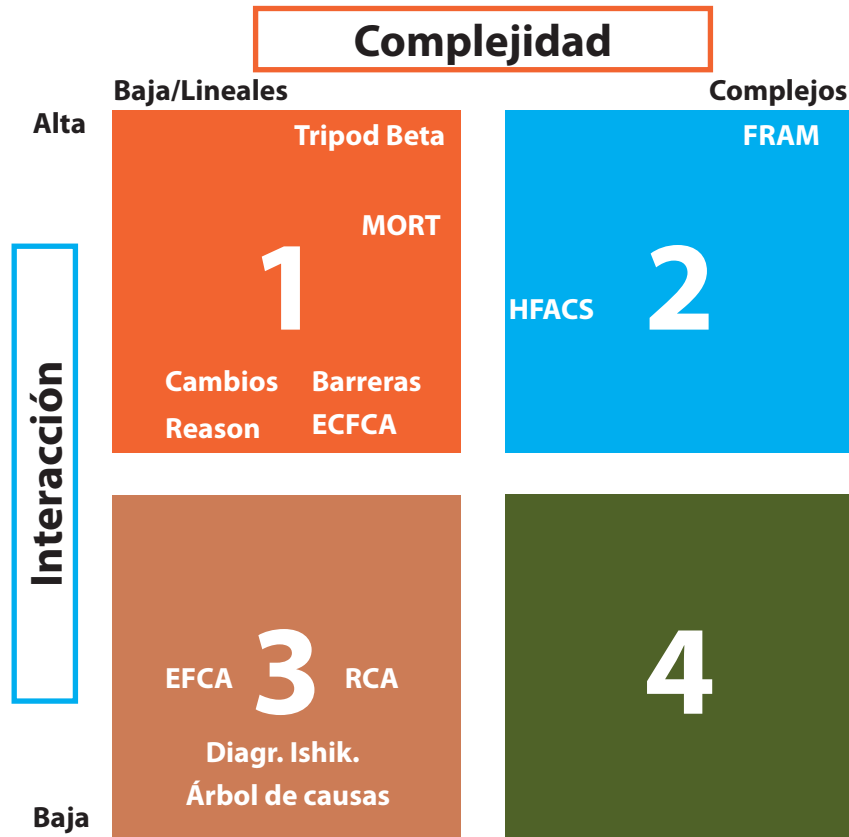 Complejidad
Baja/Lineales
Complejos
Alta
Interacción
Baja
Tripod Beta
MORT
1
Cambios
Barreras
Reason
ECFCA
FRAM
HFACS
2
EFCA
3
RCA
Diagr. Ishik.
Árbol de causas
4